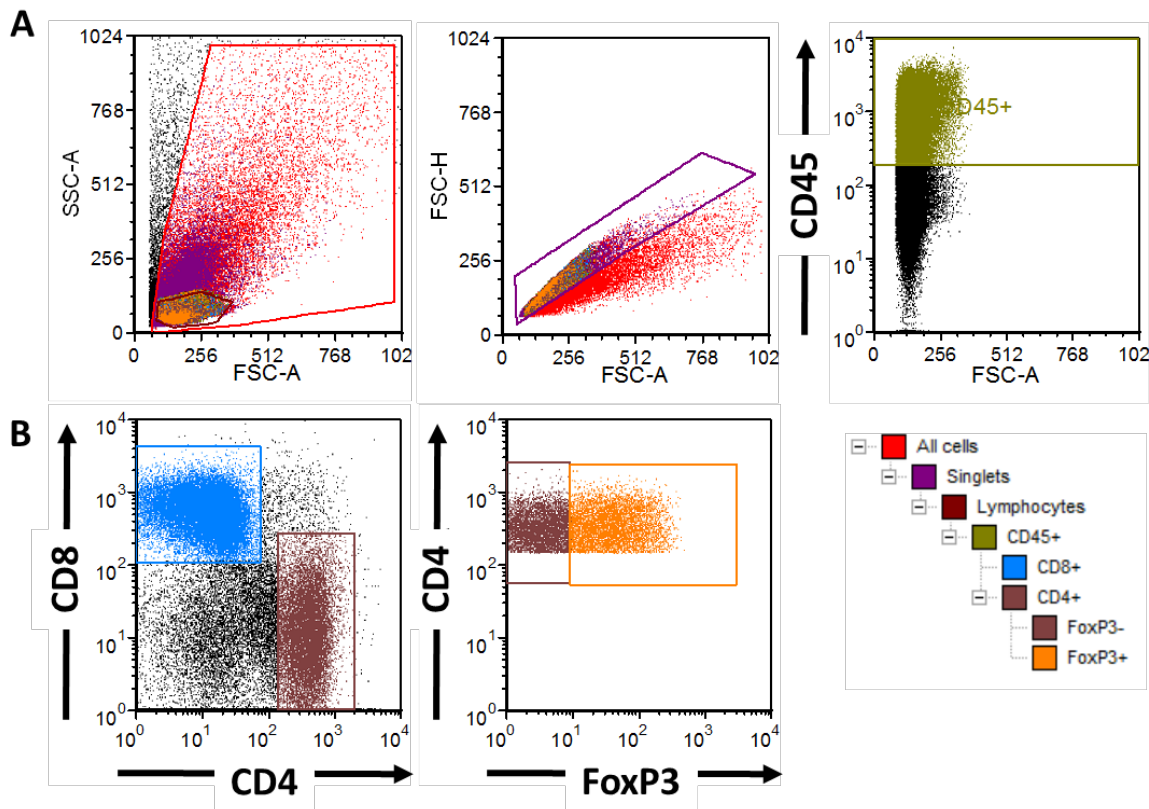 A
1024
768
512
256
0
SSC-A
0 256 512 768 102
FSC-A
1024
768
512
256
0
FSC-H
0 256 512 768 102
FSC-A
CD45
10⁴
10³
10²
10¹
10⁰
D45+
0 256 512 768 102
FSC-A
B
CD8
10⁴
10³
10²
10¹
10⁰
10⁰ 10¹ 10² 10³ 10⁴
CD4
CD4
10⁴
10³
10²
10¹
10⁰
10⁰ 10¹ 10² 10³ 10⁴
FoxP3
All cells
Singlets
Lymphocytes
CD45+
CD8+
CD4+
FoxP3-
FoxP3+